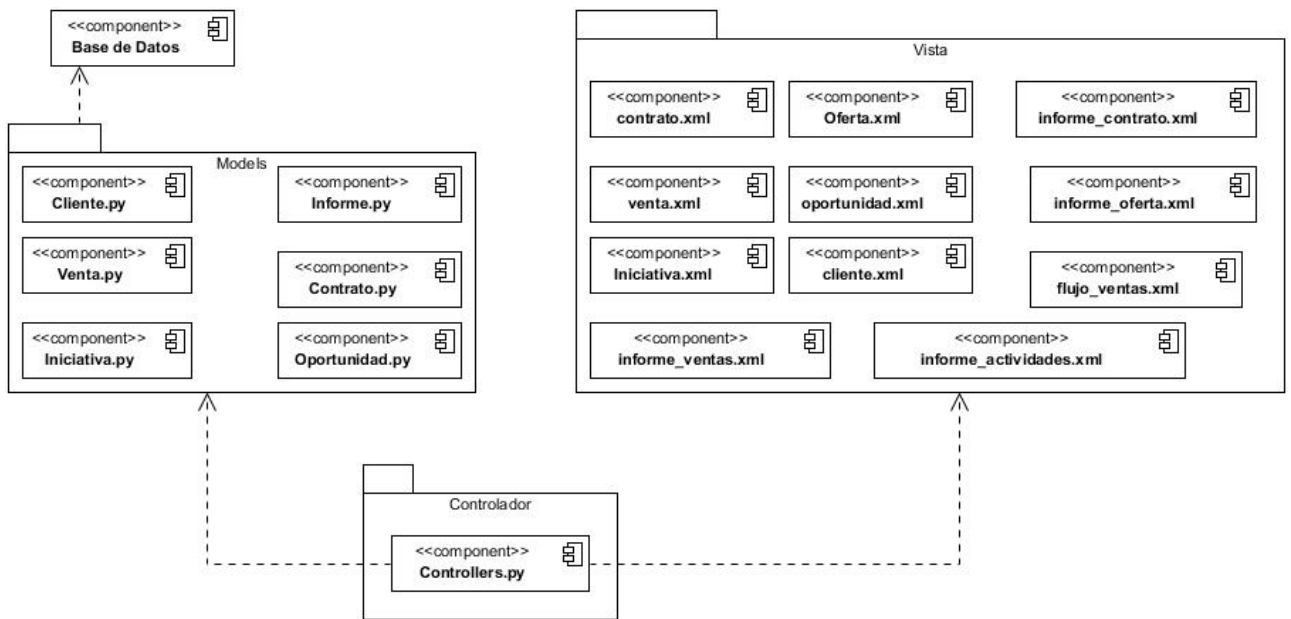 <<component>>
Base de Datos
Models
<<component>>
Cliente.py
<<component>>
Informe.py
<<component>>
Venta.py
<<component>>
Contrato.py
<<component>>
Iniciativa.py
<<component>>
Oportunidad.py
Vista
<<component>>
contrato.xml
<<component>>
Oferta.xml
<<component>>
informe_contrato.xml
<<component>>
venta.xml
<<component>>
oportunidad.xml
<<component>>
informe_oferta.xml
<<component>>
Iniciativa.xml
<<component>>
cliente.xml
<<component>>
flujo_ventas.xml
<<component>>
informe_ventas.xml
<<component>>
informe_actividades.xml
Controlador
<<component>>
Controllers.py